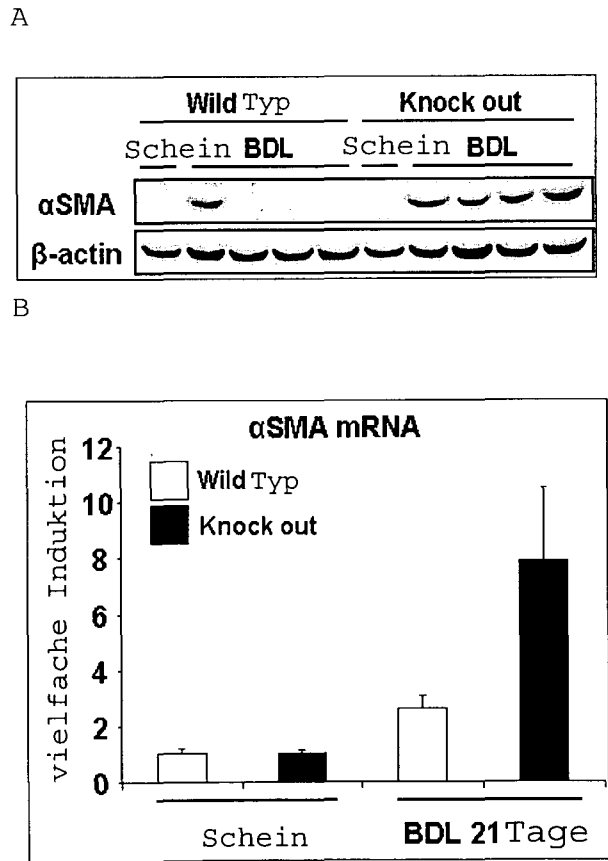 A
Wild Typ Knock out
Schein BDL Schein BDL
αSMA
β-actin
B
αSMA mRNA
12
10
8
6
4
2
0
vielfache Induktion
Wild Typ
Knock out
Schein BDL 21 Tage